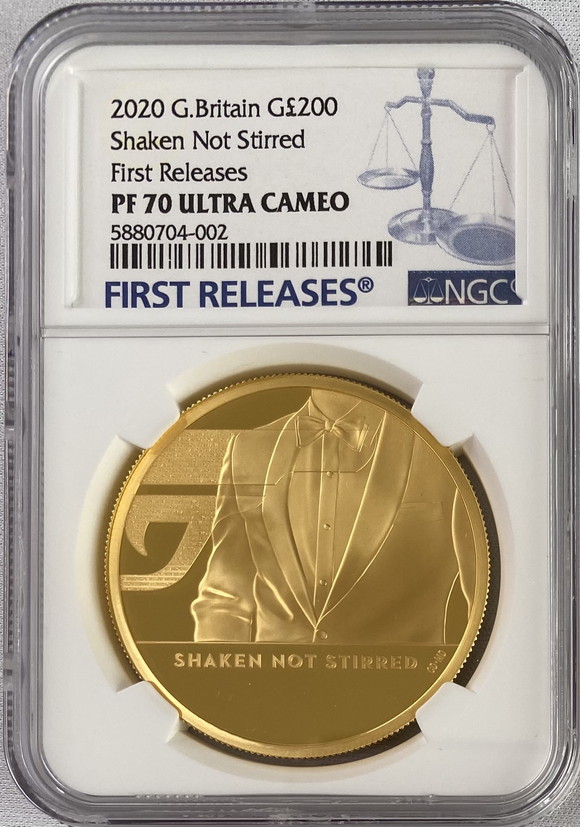 2020 G.Britain G£200
Shaken Not Stirred
First Releases
PF 70 ULTRA CAMEO
5880704-002
FIRST RELEASES®
NGC
SHAKEN NOT STIRRED